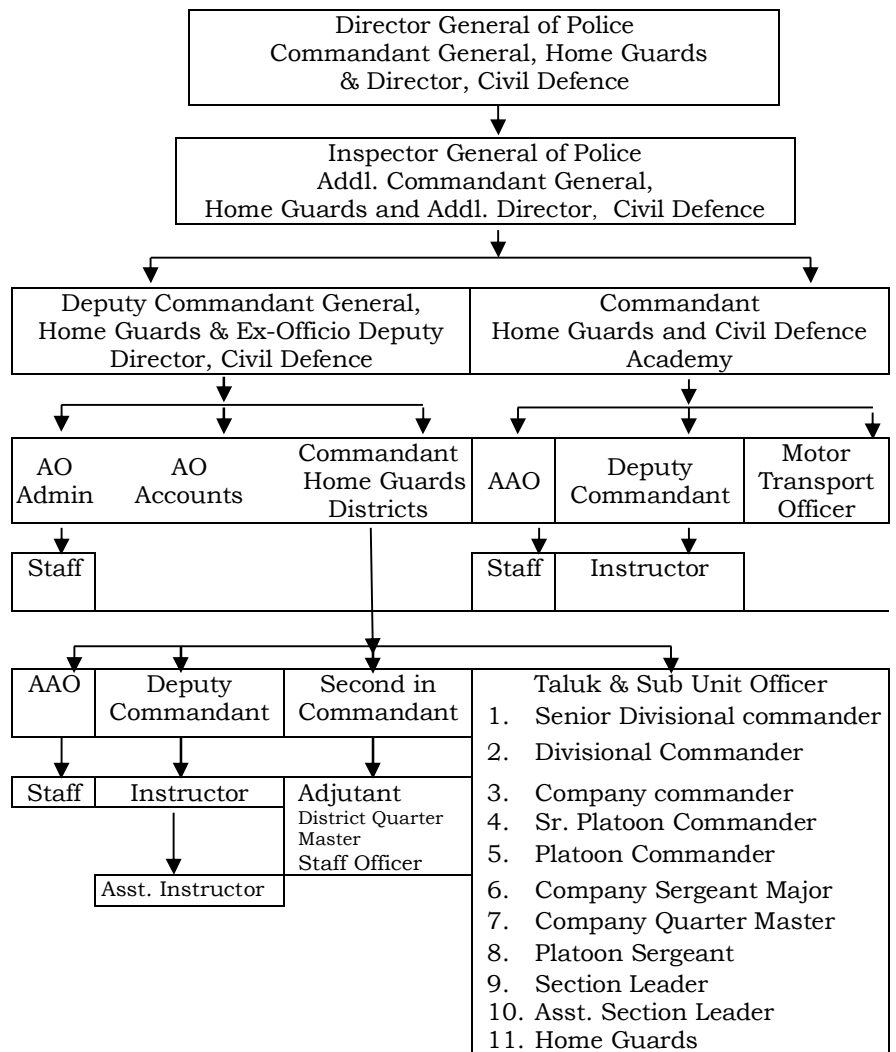 Director General of Police
Commandant General, Home Guards
& Director, Civil Defence
Inspector General of Police
Addl. Commandant General,
Home Guards and Addl. Director, Civil Defence
Deputy Commandant General,
Home Guards & Ex-Officio Deputy
Director, Civil Defence
Commandant
Home Guards and Civil Defence
Academy
AO
Admin
AO
Accounts
Commandant
Home Guards
Districts
AAO
Deputy
Commandant
Motor
Transport
Officer
Staff
Staff
Instructor
AAO
Deputy
Commandant
Second in
Commandant
Staff
Instructor
Adjutant
District Quarter
Master
Staff Officer
Asst. Instructor
Taluk & Sub Unit Officer
1. Senior Divisional commander
2. Divisional Commander
3. Company commander
4. Sr. Platoon Commander
5. Platoon Commander
6. Company Sergeant Major
7. Company Quarter Master
8. Platoon Sergeant
9. Section Leader
10. Asst. Section Leader
11. Home Guards